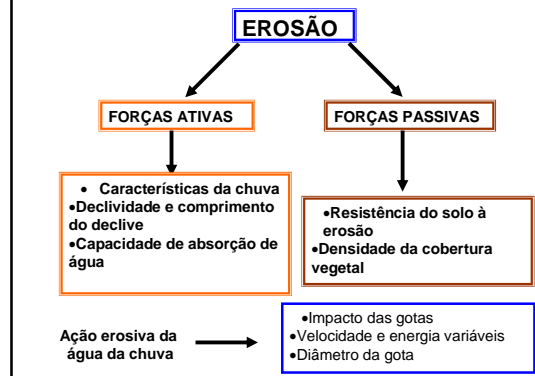 EROSÃO
FORÇAS ATIVAS
FORÇAS PASSIVAS
• Características da chuva
•Declividade e comprimento
do declive
•Capacidade de absorção de
água
•Resistência do solo à
erosão
•Densidade da cobertura
vegetal
Ação erosiva da
água da chuva
•Impacto das gotas
•Velocidade e energia variáveis
•Diâmetro da gota